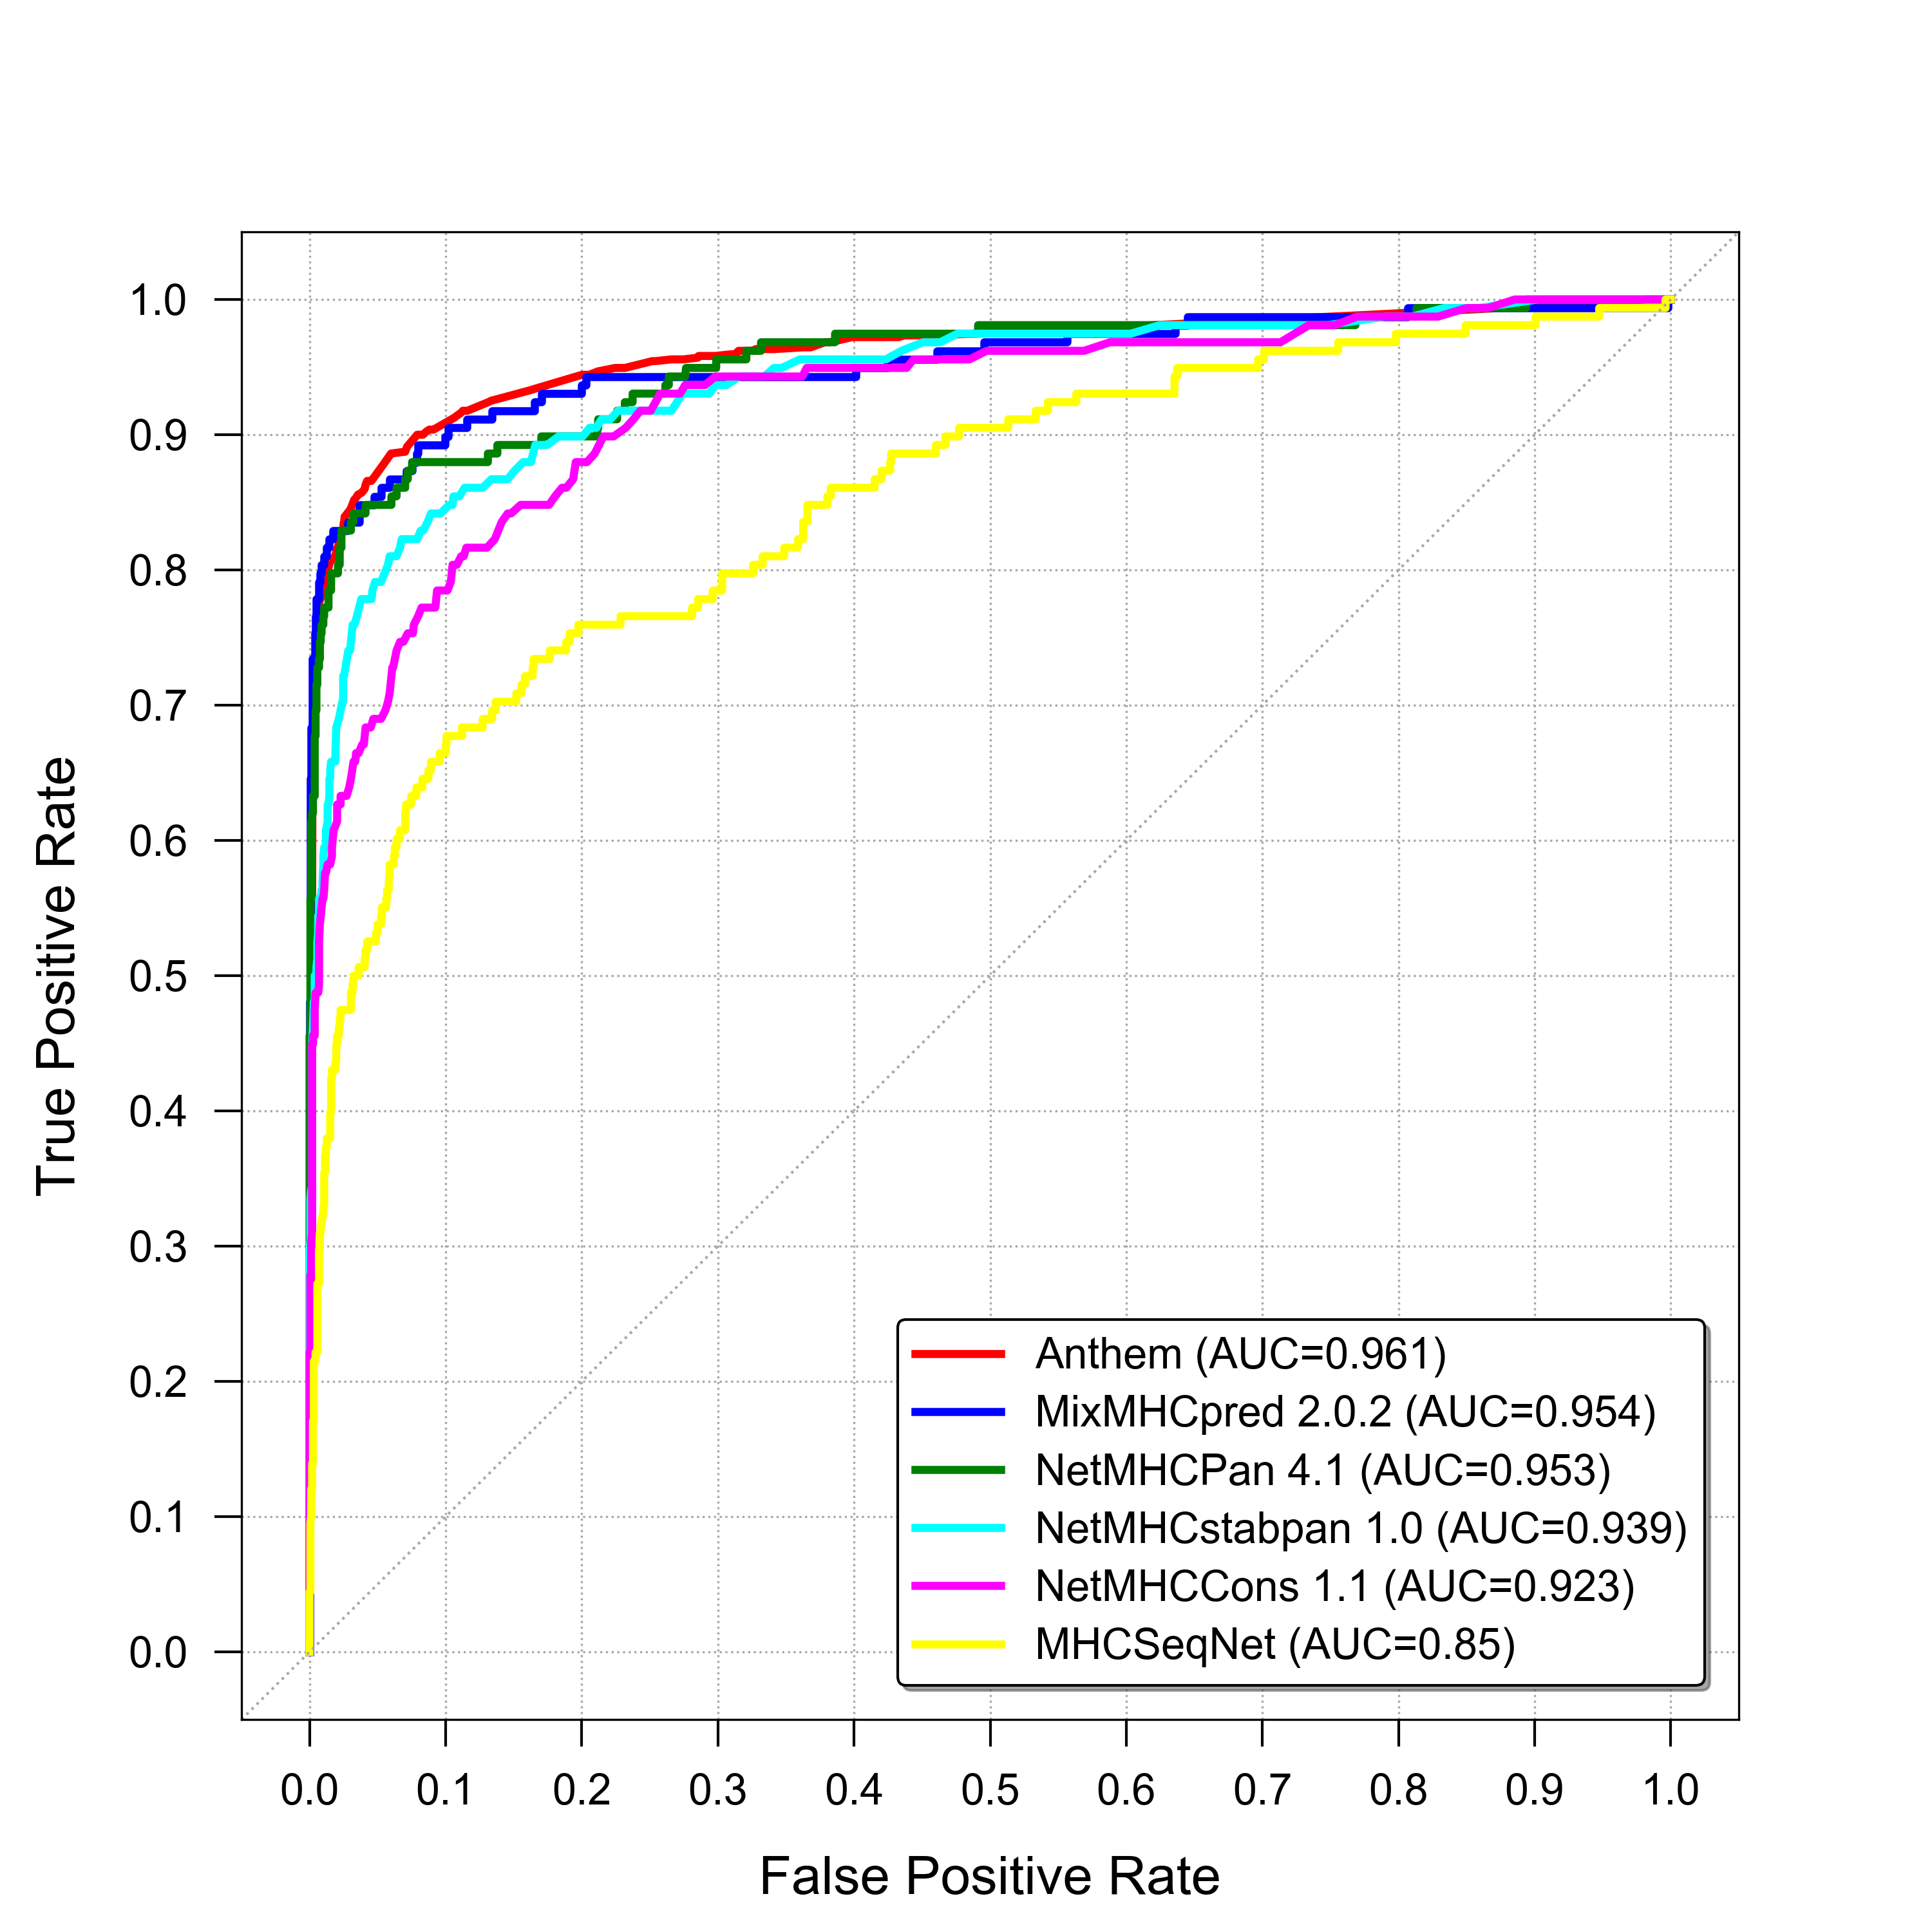 1.0
0.9
0.8
0.7
0.6
0.5
0.4
0.3
0.2
0.1
0.0
True Positive Rate
Anthem (AUC=0.961)
MixMHCpred 2.0.2 (AUC=0.954)
NetMHCPan 4.1 (AUC=0.953)
NetMHCstabpan 1.0 (AUC=0.939)
NetMHCCons 1.1 (AUC=0.923)
MHCSeqNet (AUC=0.85)
0.0 0.1 0.2 0.3 0.4 0.5 0.6 0.7 0.8 0.9 1.0
False Positive Rate